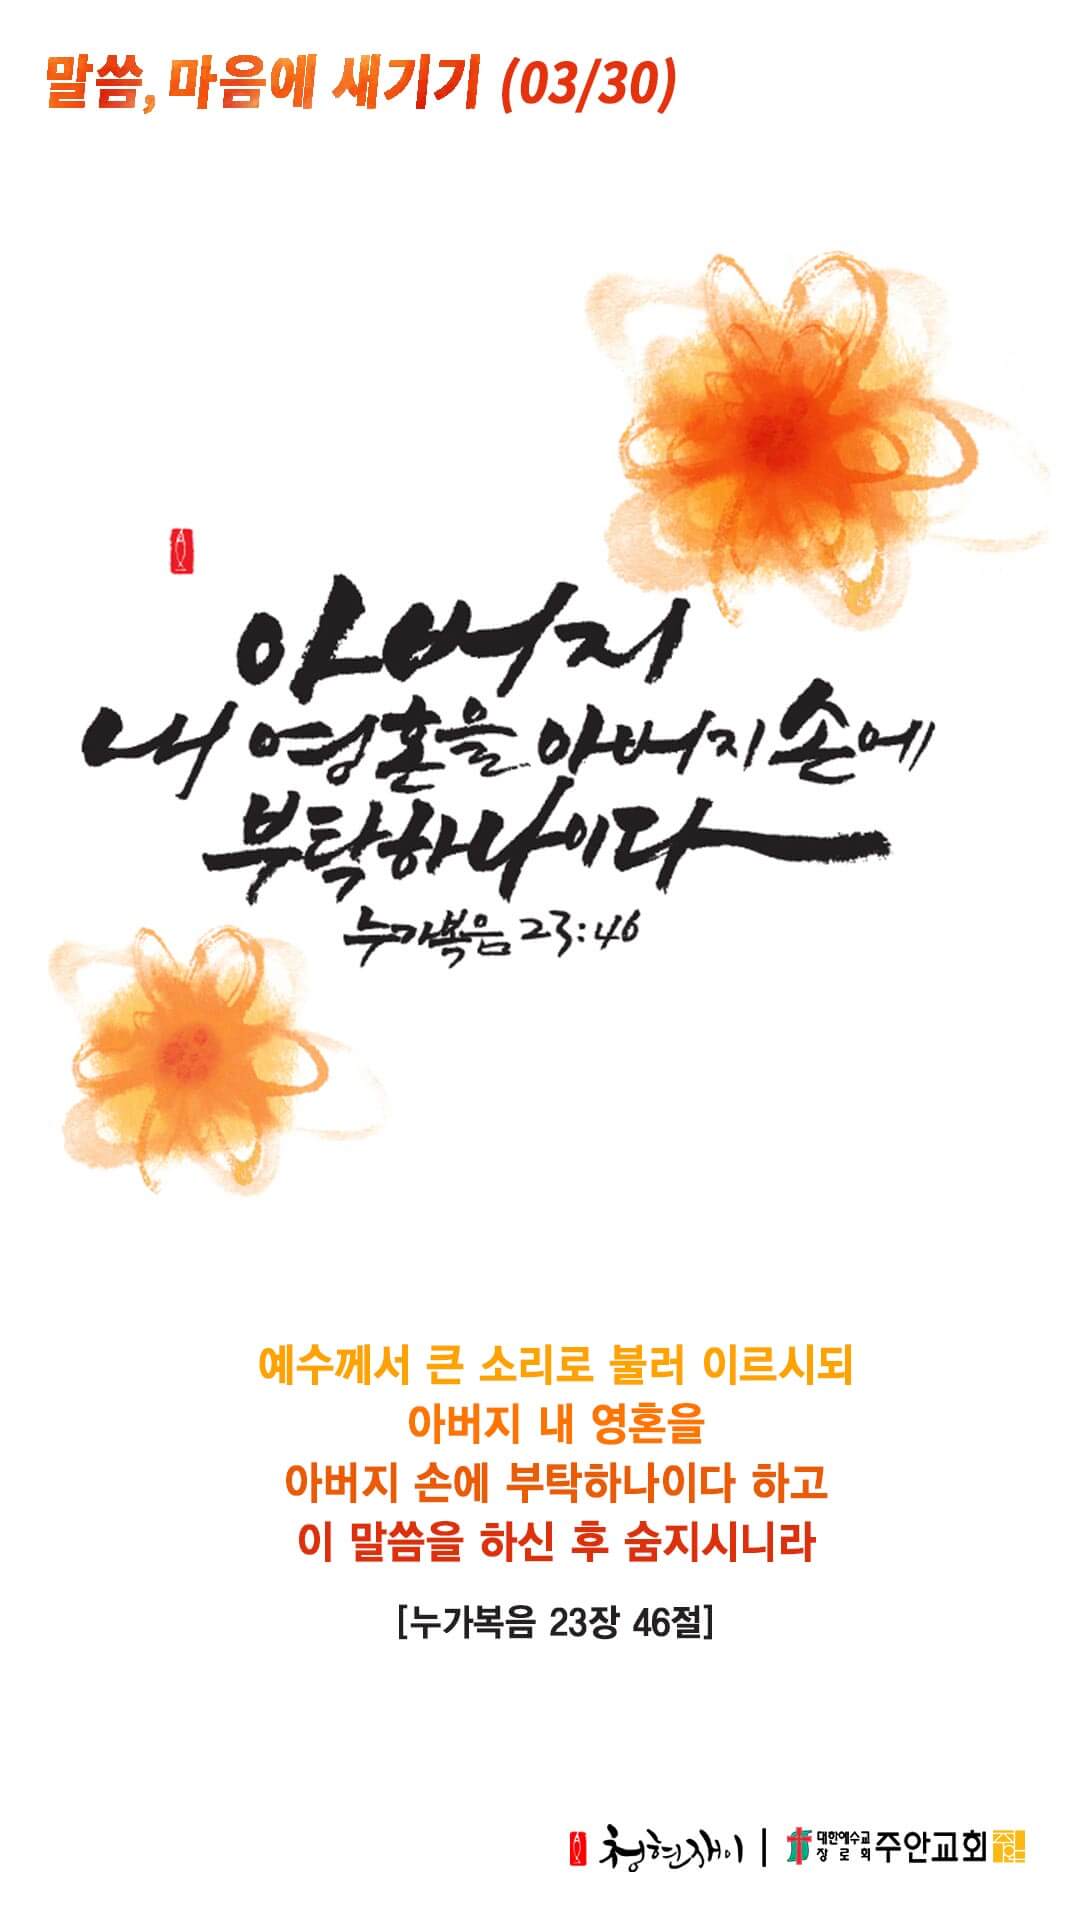 말씀, 마음에 새기기 (03/30)
아버지
내 영혼을 아버지 손에
부탁하나이다
누가복음 23:46
예수께서 큰 소리로 불러 이르시되
아버지 내 영혼을
아버지 손에 부탁하나이다 하고
이 말씀을 하신 후 숨지시니라
[누가복음 23장 46절]
청현재이 | 대한예수교장로회 주안교회